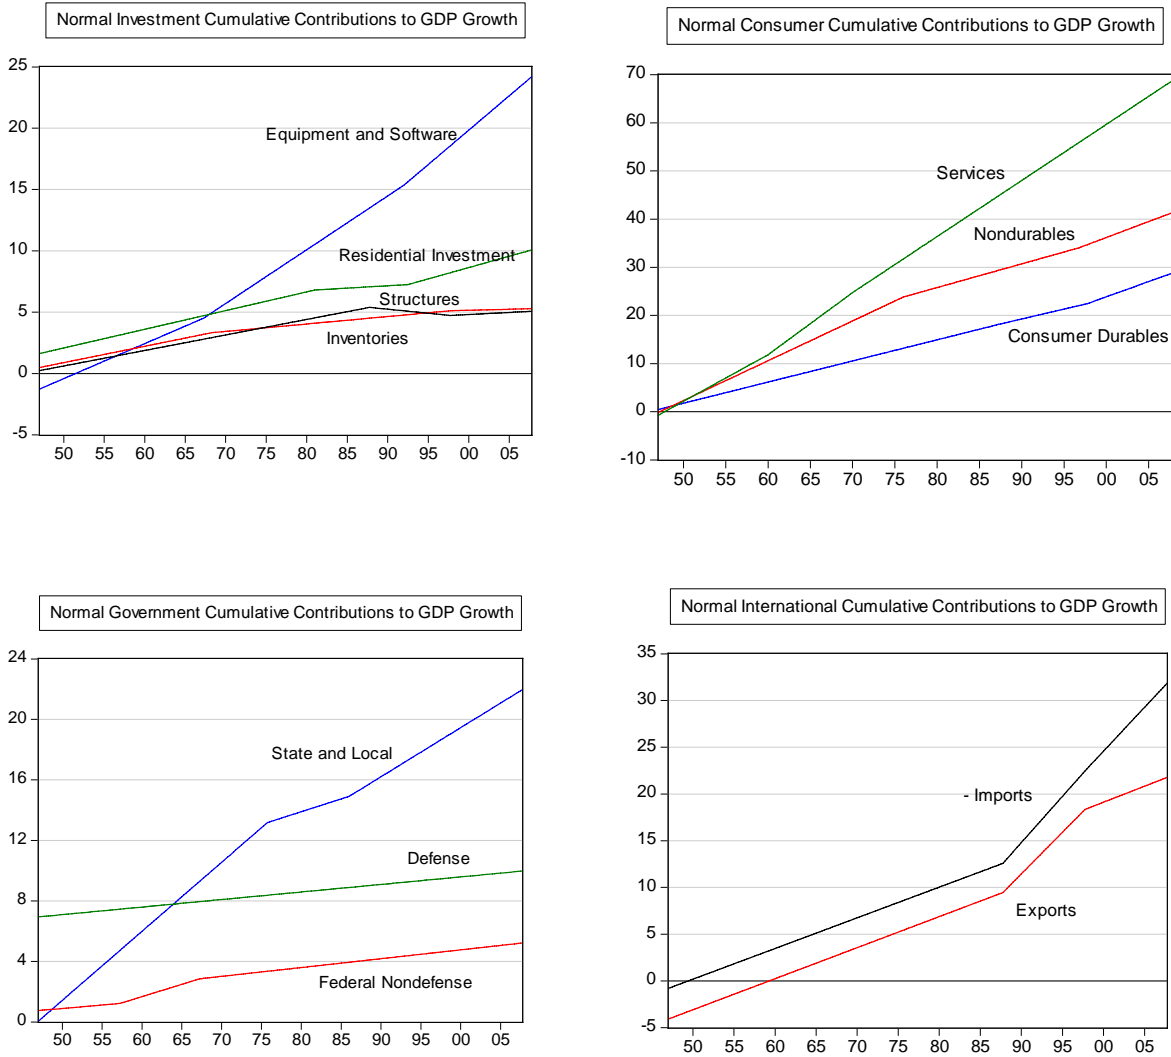 Normal Investment Cumulative Contributions to GDP Growth
25
20
15
10
5
0
-5
Equipment and Software
Residential Investment
Structures
Inventories
50 55 60 65 70 75 80 85 90 95 00 05
Normal Consumer Cumulative Contributions to GDP Growth
70
60
50
40
30
20
10
0
-10
Services
Nondurables
Consumer Durables
50 55 60 65 70 75 80 85 90 95 00 05
Normal Government Cumulative Contributions to GDP Growth
24
20
16
12
8
4
0
State and Local
Defense
Federal Nondefense
50 55 60 65 70 75 80 85 90 95 00 05
Normal International Cumulative Contributions to GDP Growth
35
30
25
20
15
10
5
0
-5
- Imports
Exports
50 55 60 65 70 75 80 85 90 95 00 05